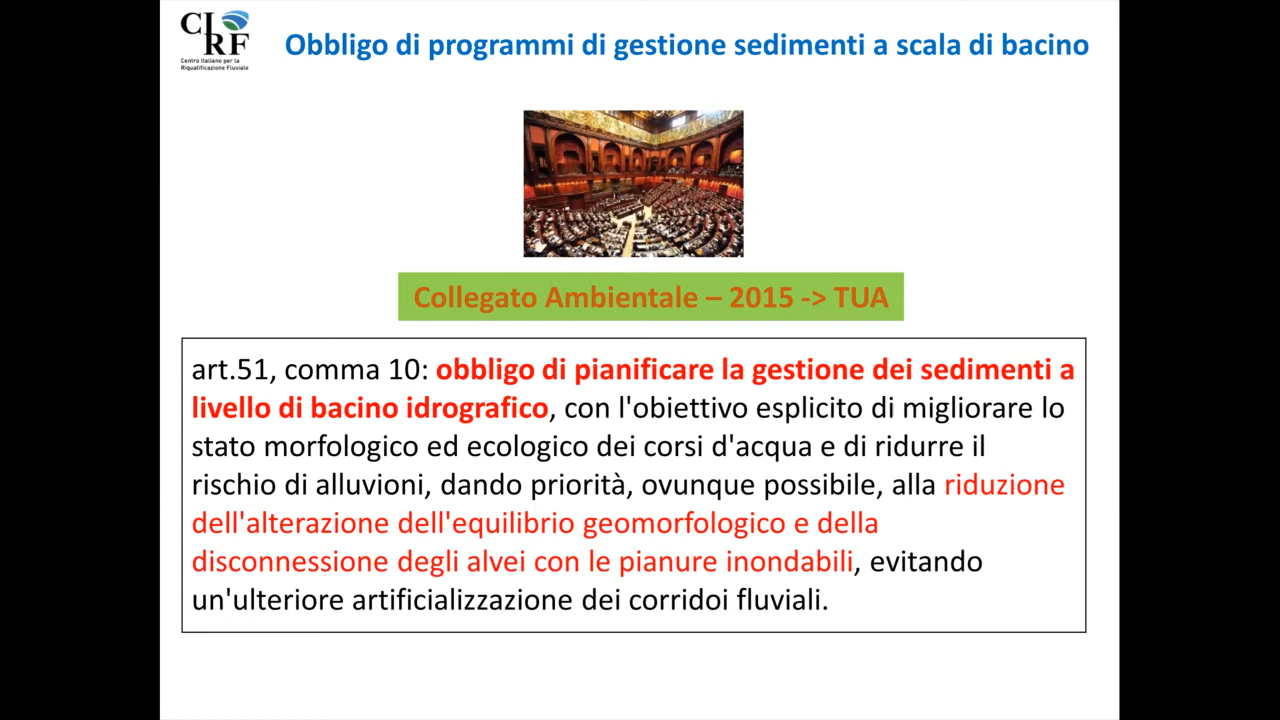 CIRF
Centro Italiano per la
Riqualificazione Fluviale
Obbligo di programmi di gestione sedimenti a scala di bacino
Collegato Ambientale – 2015 -> TUA
art.51, comma 10: obbligo di pianificare la gestione dei sedimenti a
livello di bacino idrografico, con l'obiettivo esplicito di migliorare lo
stato morfologico ed ecologico dei corsi d'acqua e di ridurre il
rischio di alluvioni, dando priorità, ovunque possibile, alla riduzione
dell'alterazione dell'equilibrio geomorfologico e della
disconnessione degli alvei con le pianure inondabili, evitando
un'ulteriore artificializzazione dei corridoi fluviali.